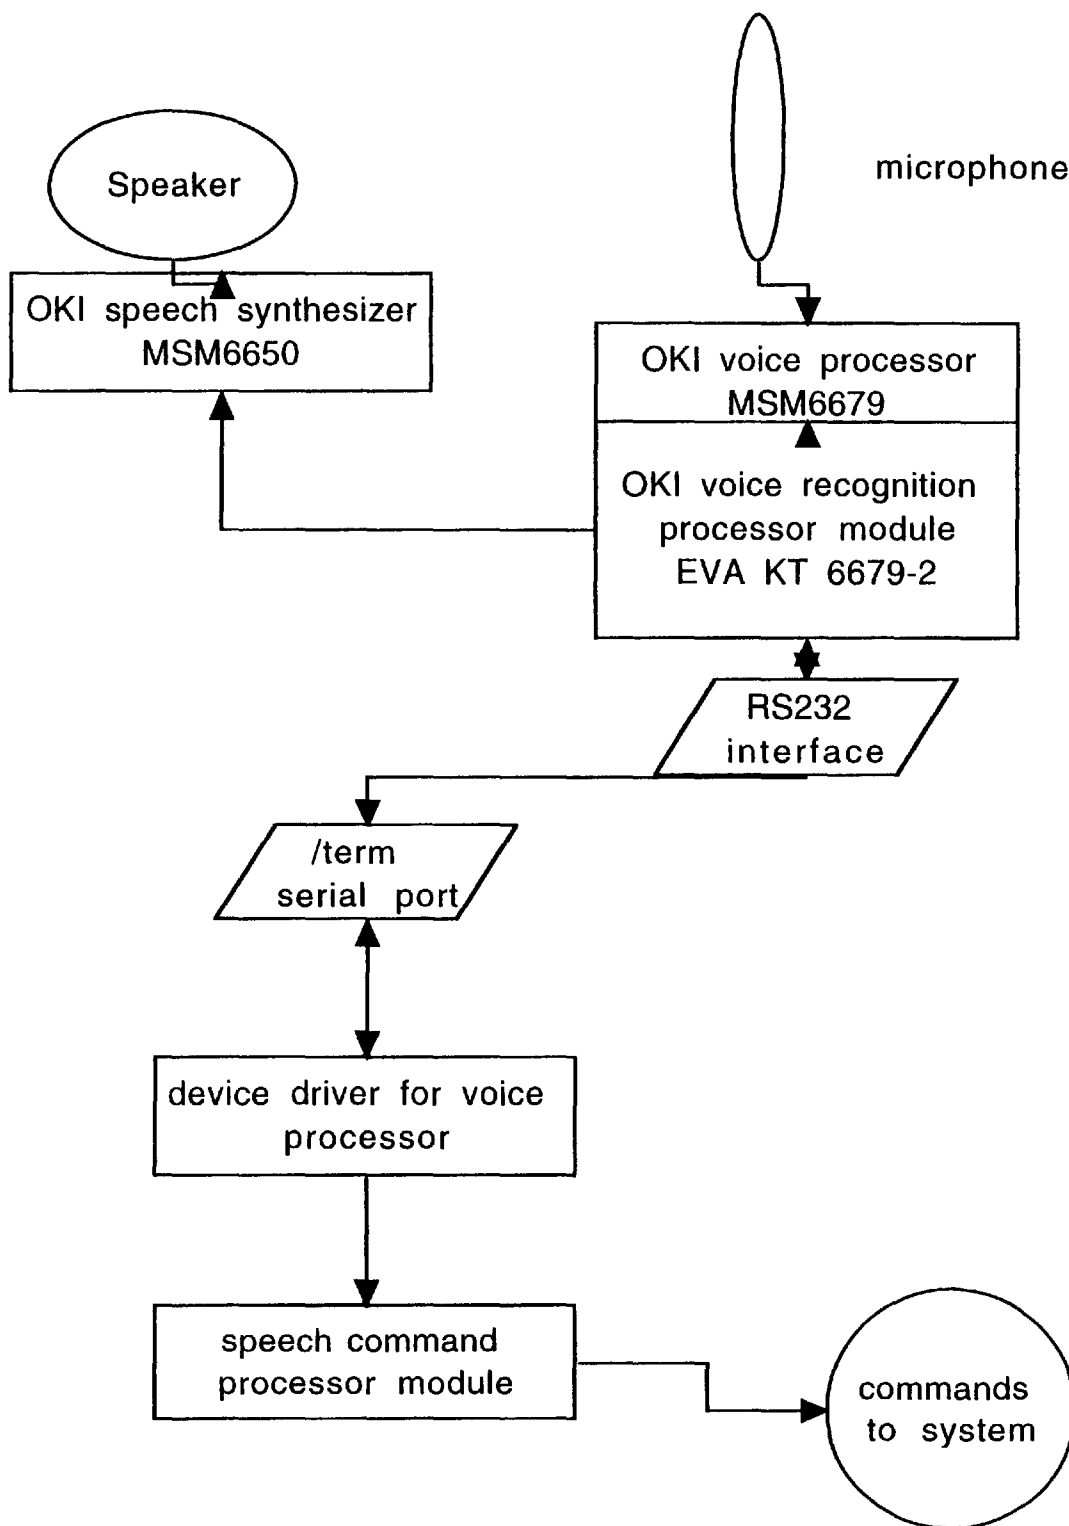 microphone
Speaker
OKI speech synthesizer
MSM6650
OKI voice processor
MSM6679
OKI voice recognition
processor module
EVA KT 6679-2
RS232
interface
/term
serial port
device driver for voice
processor
speech command
processor module
commands
to system